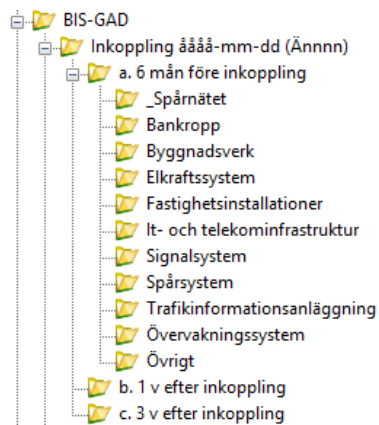 BIS-GAD
Inkoppling åååå-mm-dd (Ännnn)
a. 6 mån före inkoppling
_Spårnätet
Bankropp
Byggnadsverk
Elkraftssystem
Fastighetsinstallationer
It- och telekominfrastruktur
Signalsystem
Spårsystem
Trafikinformationsanläggning
Övervakningssystem
Övrigt
b. 1 v efter inkoppling
c. 3 v efter inkoppling